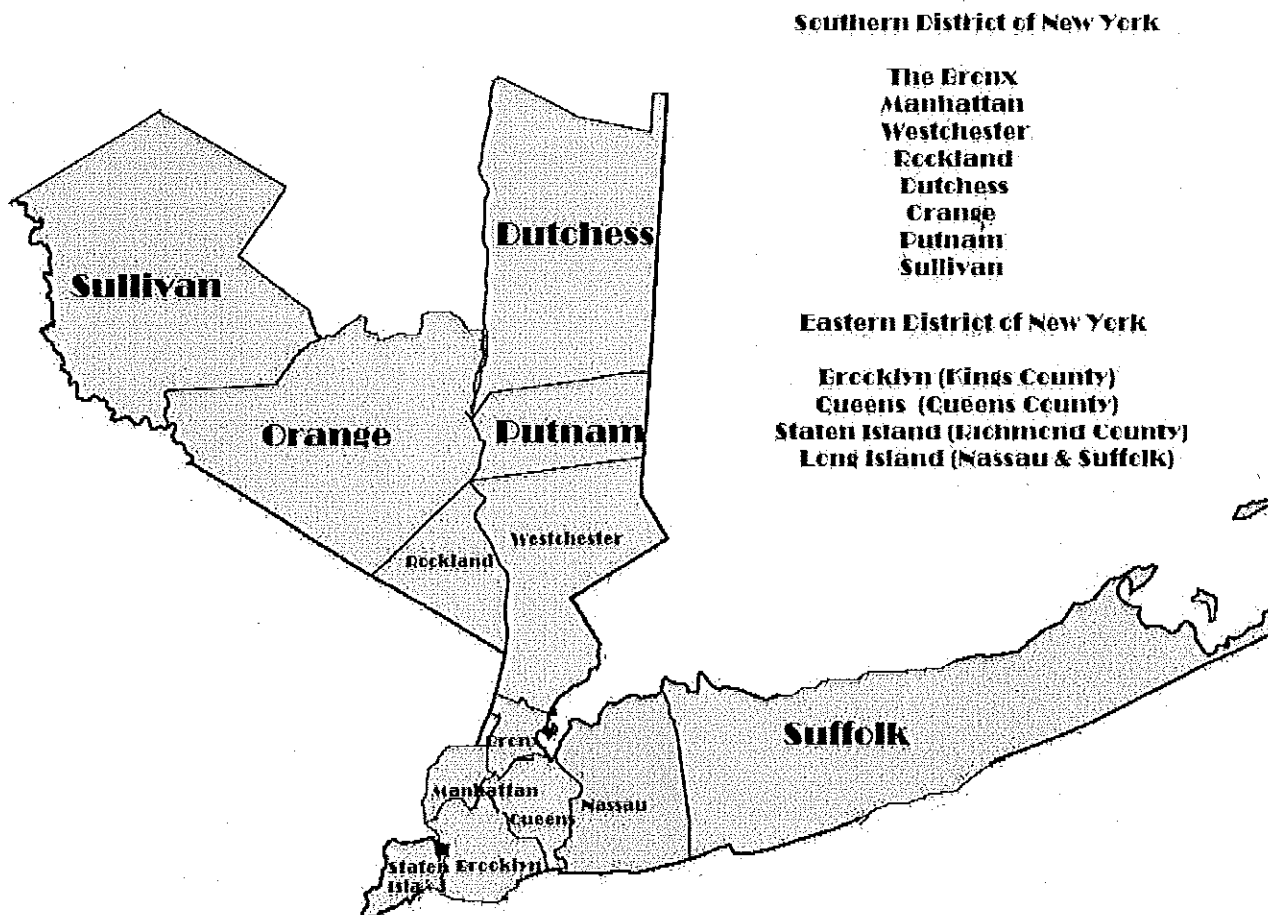 Southern District of New York
The Bronx
Manhattan
Westchester
Rockland
Dutchess
Orange
Putnam
Sullivan
Eastern District of New York
Brooklyn (Kings County)
Queens (Queens County)
Staten Island (Richmond County)
Long Island (Nassau & Suffolk)
Dutchess
Sullivan
Orange
Putnam
Westchester
Rockland
Suffolk
Bronx
Manhattan
Nassau
Queens
Staten
Brooklyn